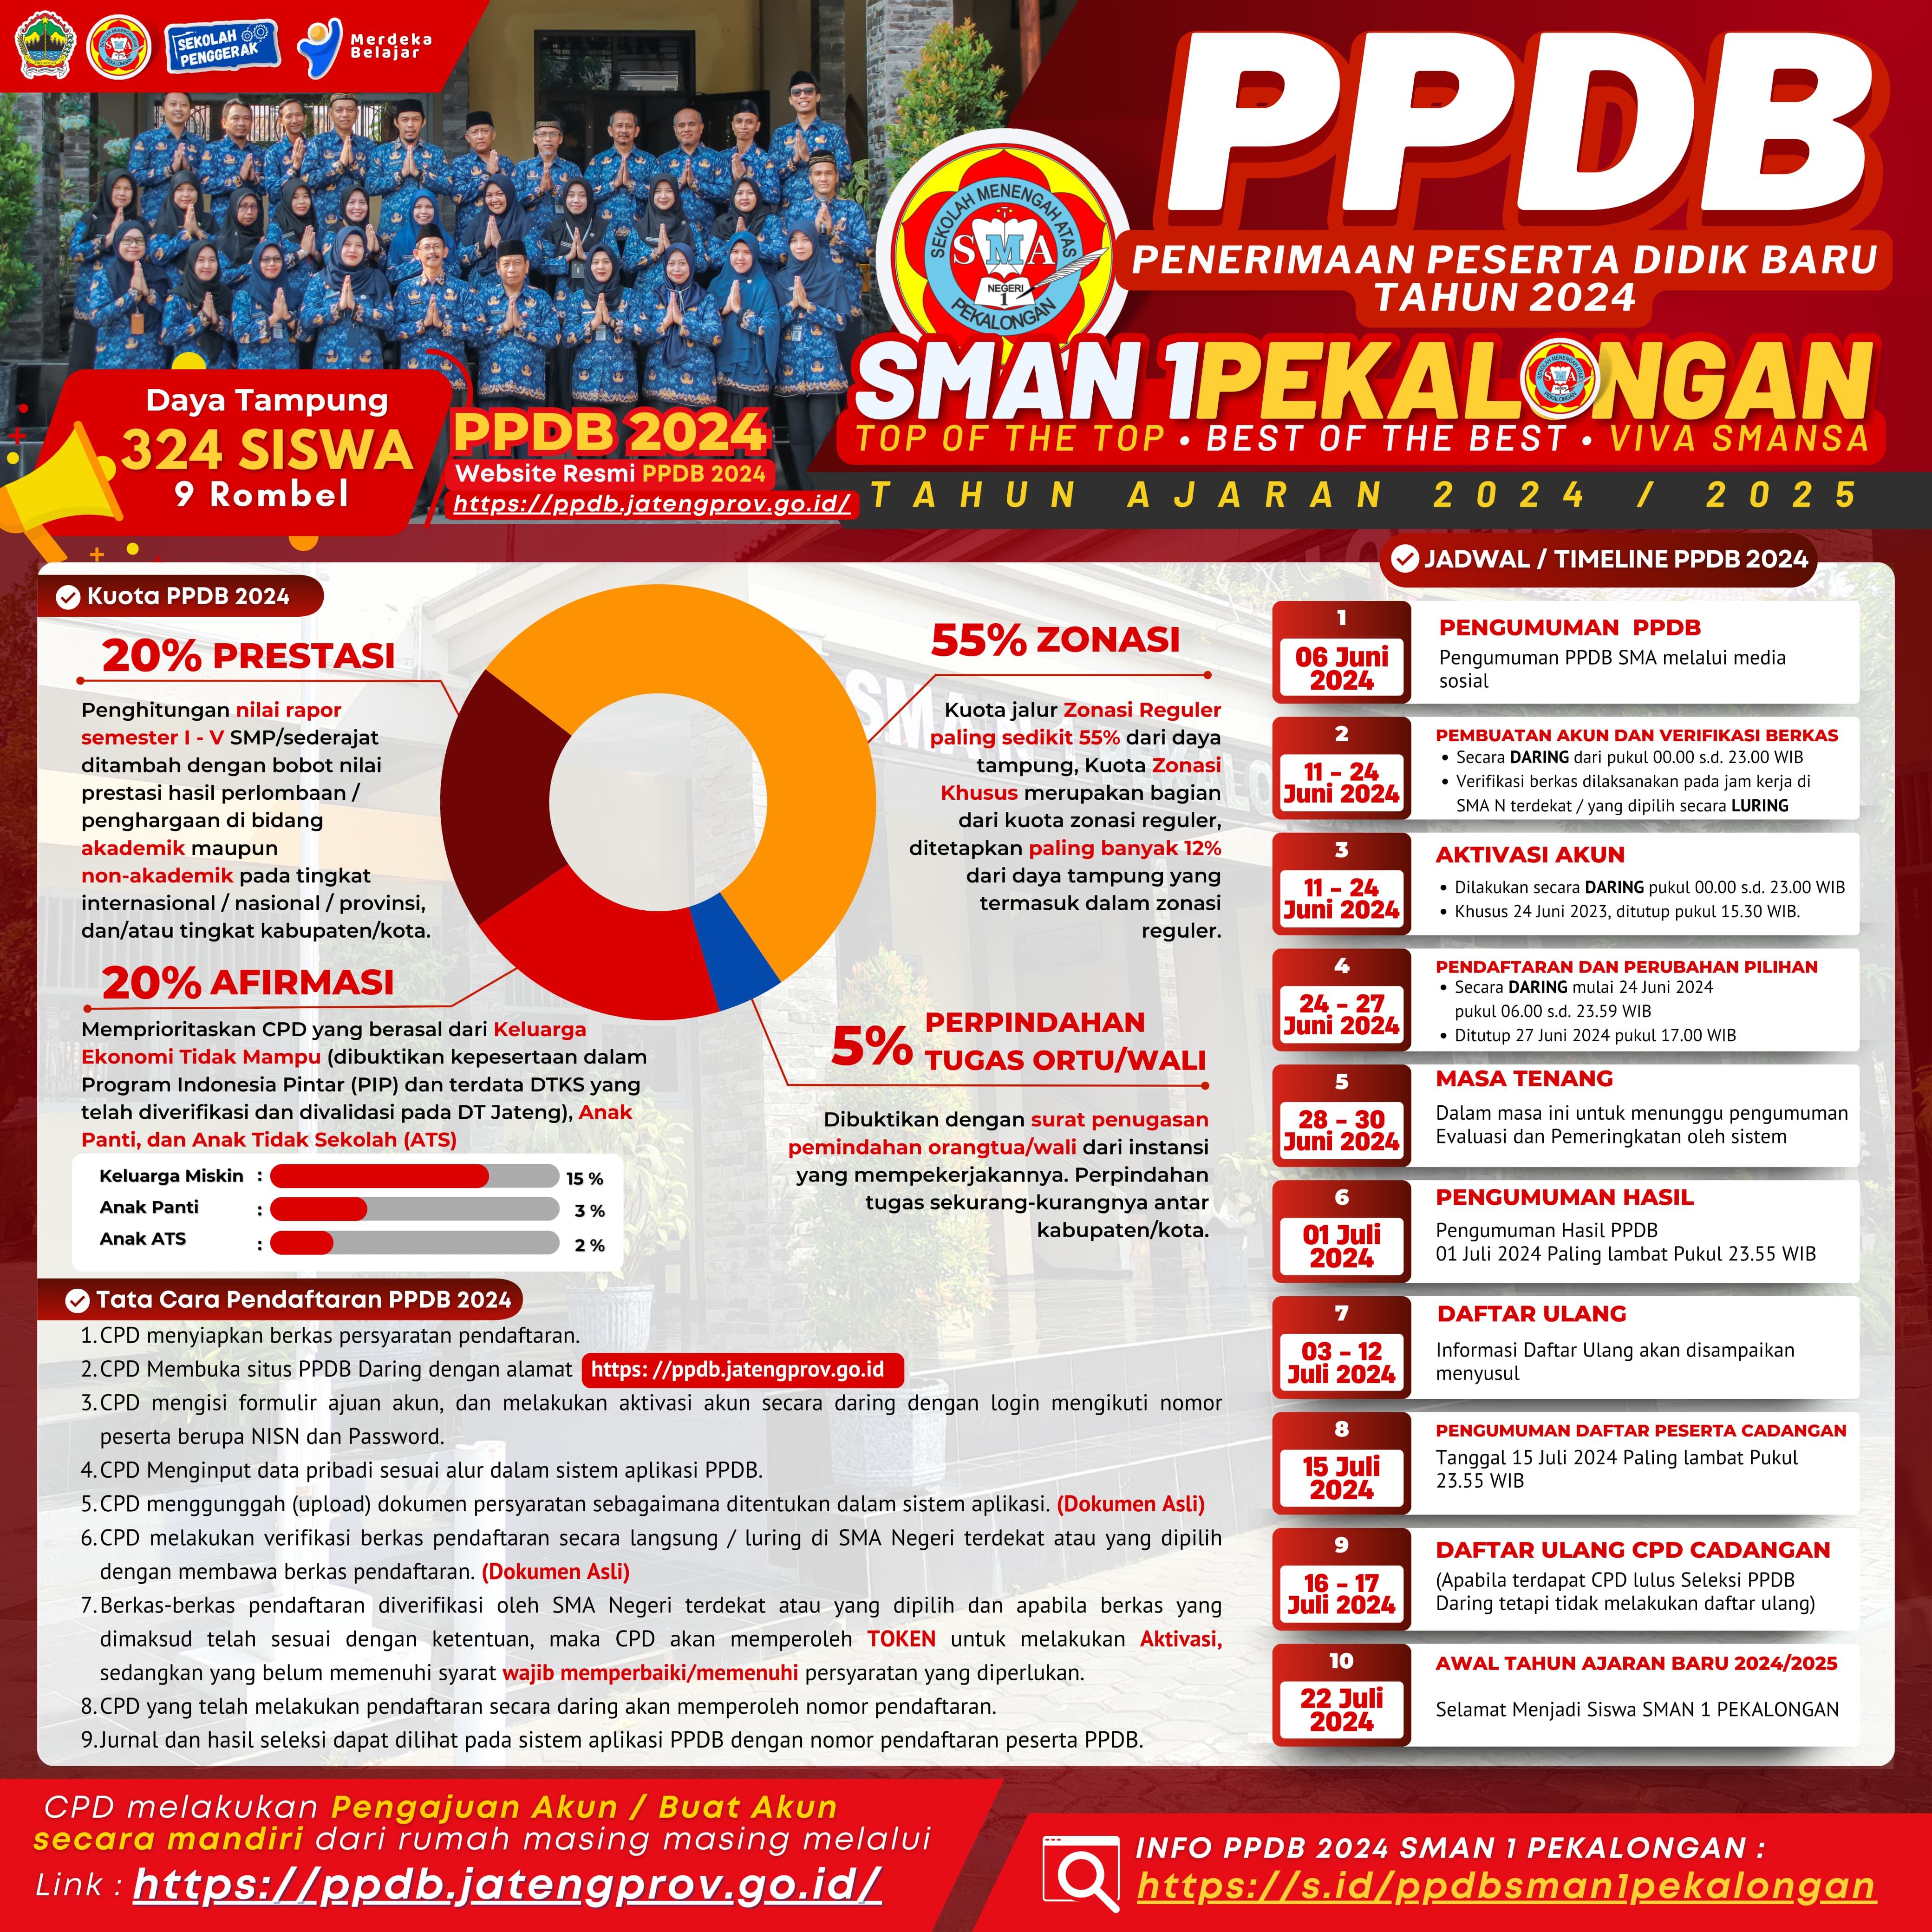 SEKOLAH
PENGGERAK
Merdeka
Belajar
PPDB
PENERIMAAN PESERTA DIDIK BARU
TAHUN 2024
SEKOLAH MENENGAH ATAS
SMA
NEGERI
1
PEKALONGAN
SMAN 1 PEKALONGAN
TOP OF THE TOP • BEST OF THE BEST • VIVA SMANSA
TAHUN AJARAN 2024 / 2025
Daya Tampung
324 SISWA
9 Rombel
PPDB 2024
Website Resmi PPDB 2024
https://ppdb.jatengprov.go.id/
Kuota PPDB 2024
20% PRESTASI
Penghitungan nilai rapor
semester I - V SMP/sederajat
ditambah dengan bobot nilai
prestasi hasil perlombaan /
penghargaan di bidang
akademik maupun
non-akademik pada tingkat
internasional / nasional / provinsi,
dan/atau tingkat kabupaten/kota.
55% ZONASI
Kuota jalur Zonasi Reguler
paling sedikit 55% dari daya
tampung, Kuota Zonasi
Khusus merupakan bagian
dari kuota zonasi reguler,
ditetapkan paling banyak 12%
dari daya tampung yang
termasuk dalam zonasi
reguler.
20% AFIRMASI
Memprioritaskan CPD yang berasal dari Keluarga
Ekonomi Tidak Mampu (dibuktikan kepesertaan dalam
Program Indonesia Pintar (PIP) dan terdata DTKS yang
telah diverifikasi dan divalidasi pada DT Jateng), Anak
Panti, dan Anak Tidak Sekolah (ATS)
Keluarga Miskin : 15 %
Anak Panti : 3 %
Anak ATS : 2 %
5% PERPINDAHAN
TUGAS ORTU/WALI
Dibuktikan dengan surat penugasan
pemindahan orangtua/wali dari instansi
yang mempekerjakannya. Perpindahan
tugas sekurang-kurangnya antar
kabupaten/kota.
Tata Cara Pendaftaran PPDB 2024
1. CPD menyiapkan berkas persyaratan pendaftaran.
2. CPD Membuka situs PPDB Daring dengan alamat https: //ppdb.jatengprov.go.id
3. CPD mengisi formulir ajuan akun, dan melakukan aktivasi akun secara daring dengan login mengikuti nomor
peserta berupa NISN dan Password.
4. CPD Menginput data pribadi sesuai alur dalam sistem aplikasi PPDB.
5. CPD menggunggah (upload) dokumen persyaratan sebagaimana ditentukan dalam sistem aplikasi. (Dokumen Asli)
6. CPD melakukan verifikasi berkas pendaftaran secara langsung / luring di SMA Negeri terdekat atau yang dipilih
dengan membawa berkas pendaftaran. (Dokumen Asli)
7. Berkas-berkas pendaftaran diverifikasi oleh SMA Negeri terdekat atau yang dipilih dan apabila berkas yang
dimaksud telah sesuai dengan ketentuan, maka CPD akan memperoleh TOKEN untuk melakukan Aktivasi,
sedangkan yang belum memenuhi syarat wajib memperbaiki/memenuhi persyaratan yang diperlukan.
8. CPD yang telah melakukan pendaftaran secara daring akan memperoleh nomor pendaftaran.
9. Jurnal dan hasil seleksi dapat dilihat pada sistem aplikasi PPDB dengan nomor pendaftaran peserta PPDB.
JADWAL / TIMELINE PPDB 2024
1
06 Juni
2024
PENGUMUMAN PPDB
Pengumuman PPDB SMA melalui media
sosial
2
11 - 24
Juni 2024
PEMBUATAN AKUN DAN VERIFIKASI BERKAS
• Secara DARING dari pukul 00.00 s.d. 23.00 WIB
• Verifikasi berkas dilaksanakan pada jam kerja di
SMA N terdekat / yang dipilih secara LURING
3
11 - 24
Juni 2024
AKTIVASI AKUN
• Dilakukan secara DARING pukul 00.00 s.d. 23.00 WIB
• Khusus 24 Juni 2023, ditutup pukul 15.30 WIB.
4
24 - 27
Juni 2024
PENDAFTARAN DAN PERUBAHAN PILIHAN
• Secara DARING mulai 24 Juni 2024
pukul 06.00 s.d. 23.59 WIB
• Ditutup 27 Juni 2024 pukul 17.00 WIB
5
28 - 30
Juni 2024
MASA TENANG
Dalam masa ini untuk menunggu pengumuman
Evaluasi dan Pemeringkatan oleh sistem
6
01 Juli
2024
PENGUMUMAN HASIL
Pengumuman Hasil PPDB
01 Juli 2024 Paling lambat Pukul 23.55 WIB
7
03 - 12
Juli 2024
DAFTAR ULANG
Informasi Daftar Ulang akan disampaikan
menyusul
8
15 Juli
2024
PENGUMUMAN DAFTAR PESERTA CADANGAN
Tanggal 15 Juli 2024 Paling lambat Pukul
23.55 WIB
9
16 - 17
Juli 2024
DAFTAR ULANG CPD CADANGAN
(Apabila terdapat CPD lulus Seleksi PPDB
Daring tetapi tidak melakukan daftar ulang)
10
22 Juli
2024
AWAL TAHUN AJARAN BARU 2024/2025
Selamat Menjadi Siswa SMAN 1 PEKALONGAN
CPD melakukan Pengajuan Akun / Buat Akun
secara mandiri dari rumah masing masing melalui
Link : https://ppdb.jatengprov.go.id/
INFO PPDB 2024 SMAN 1 PEKALONGAN :
https://s.id/ppdbsman1pekalongan